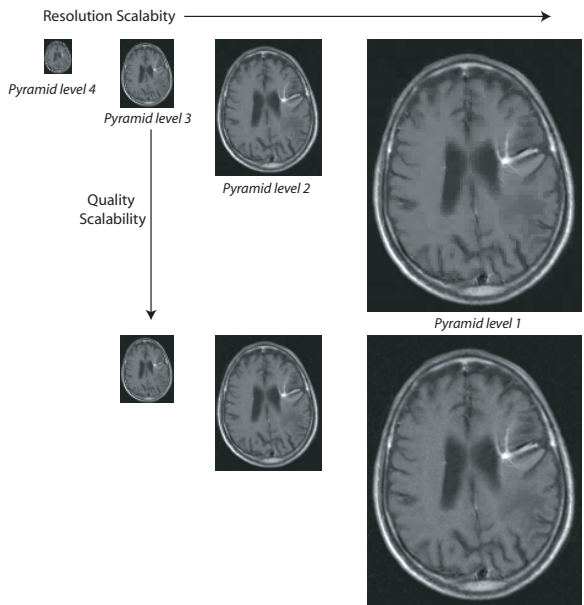 Resolution Scalabity
Pyramid level 4
Pyramid level 3
Pyramid level 2
Quality
Scalability
Pyramid level 1